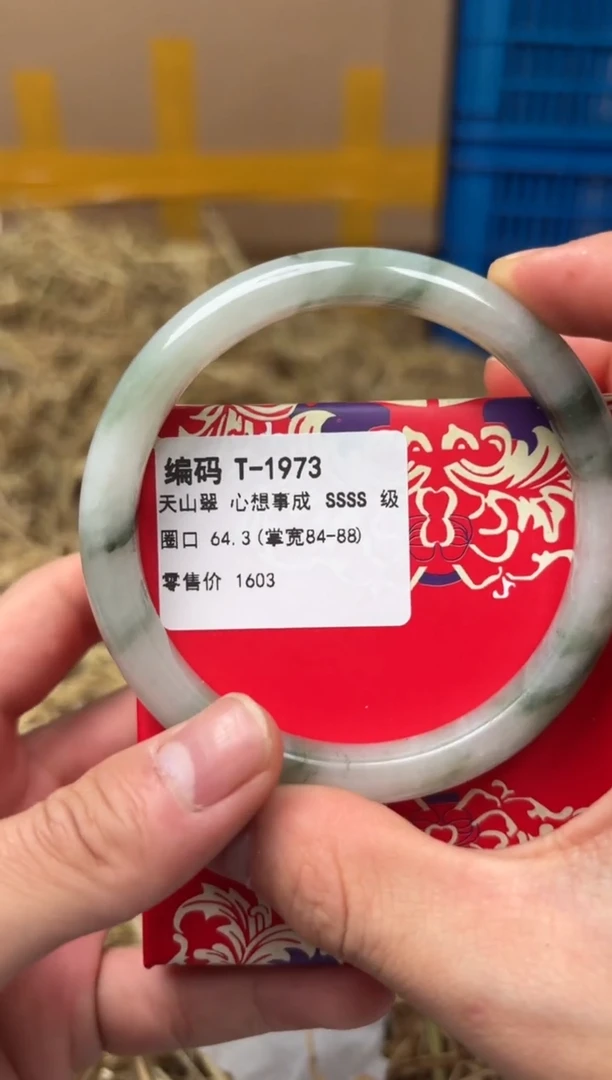 编码 T-1973
天山翠 心想事成 SSSS 级
圈口 64.3(掌宽84-88)
零售价 1603